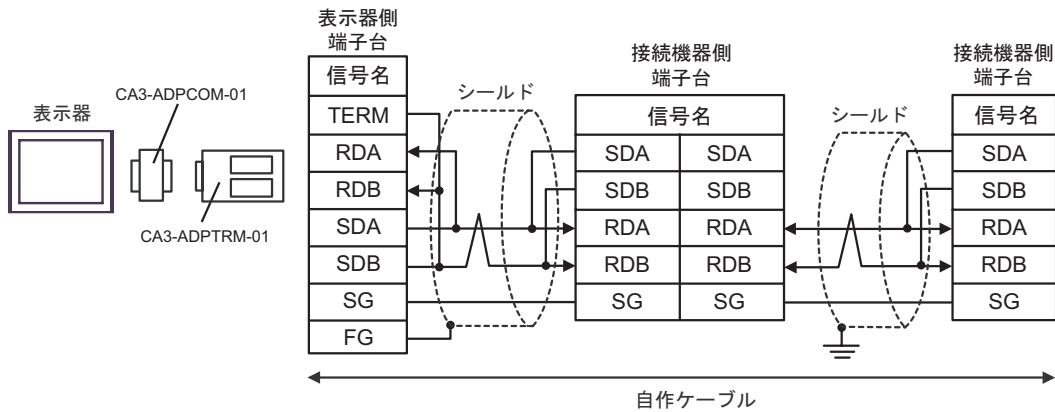 表示器
CA3-ADPCOM-01
CA3-ADPTRM-01
表示器側
端子台
信号名
TERM
RDA
RDB
SDA
SDB
SG
FG
シールド
接続機器側
端子台
信号名
SDA SDA
SDB SDB
RDA RDA
RDB RDB
SG SG
シールド
接続機器側
端子台
信号名
SDA
SDB
RDA
RDB
SG
自作ケーブル